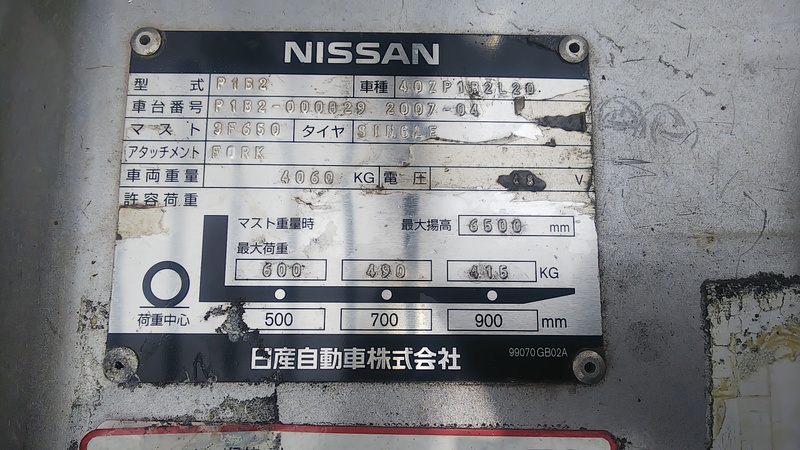 NISSAN
型式 P1B2 車種 40ZP1B2L20
車台番号 P1B2-000829 2007-04
マスト 3F650 タイヤ SINGLE
アタッチメント FORK
車両重量 4060 KG 電圧 48 V
許容荷重
マスト重量時 最大揚高 6500 mm
最大荷重
600 490 415 KG
荷重中心 500 700 900 mm
日産自動車株式会社 99070GB02A